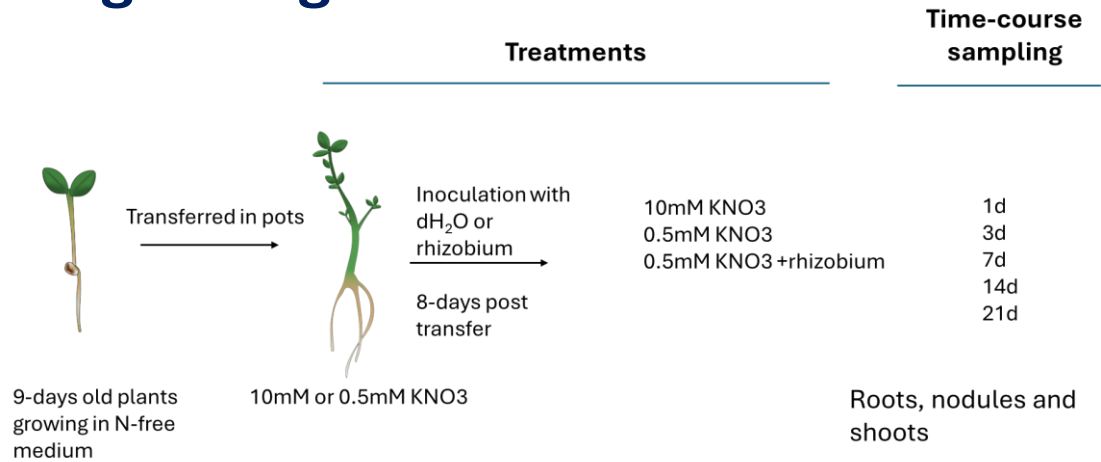 Treatments
Time-course
sampling
Transferred in pots
Inoculation with
dH₂O or
rhizobium
8-days post
transfer
10mM KNO3
0.5mM KNO3
0.5mM KNO3 +rhizobium
1d
3d
7d
14d
21d
9-days old plants
growing in N-free
medium
10mM or 0.5mM KNO3
Roots, nodules and
shoots